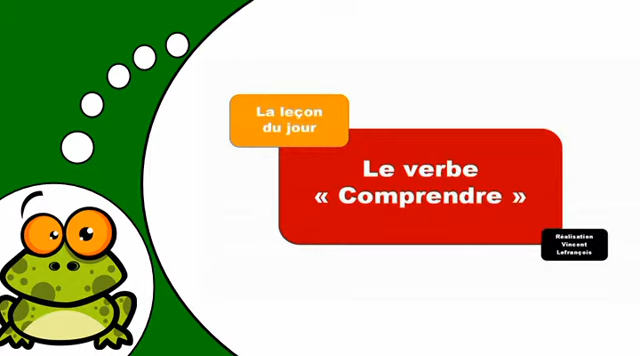 La leçon
du jour
Le verbe
« Comprendre »
Réalisation
Vincent
Lefrançois